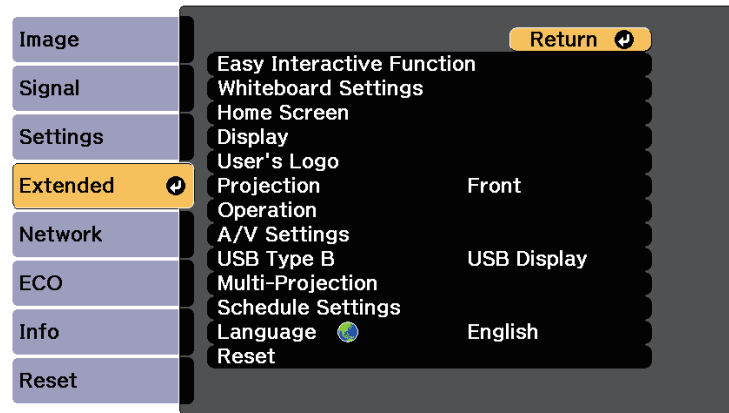 Image
Signal
Settings
Extended
Network
ECO
Info
Reset
Return
Easy Interactive Function
Whiteboard Settings
Home Screen
Display
User's Logo
Projection Front
Operation
A/V Settings
USB Type B USB Display
Multi-Projection
Schedule Settings
Language English
Reset